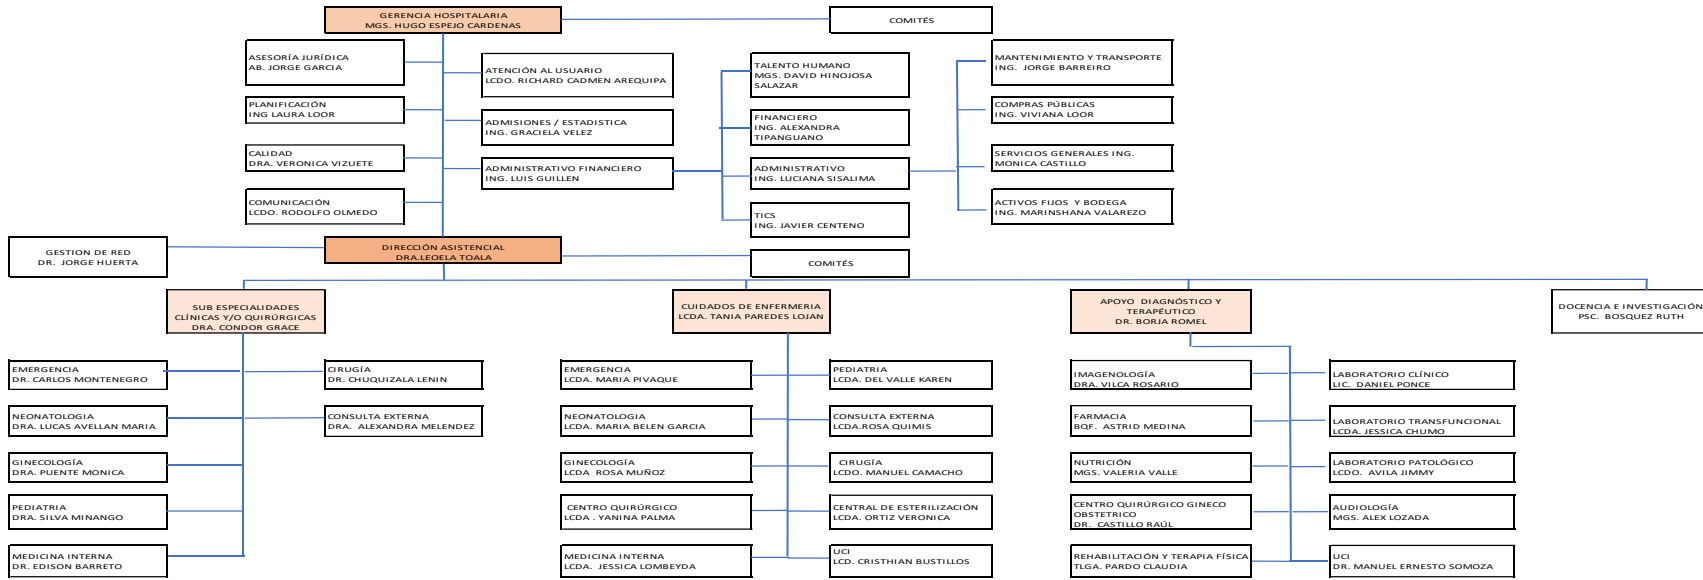 GERENCIA HOSPITALARIA
MGS. HUGO ESPEJO CARDENAS
COMITÉS
ASESORÍA JURÍDICA
AB. JORGE GARCIA
PLANIFICACIÓN
ING LAURA LOOR
CALIDAD
DRA. VERONICA VIZUETE
COMUNICACIÓN
LCDO. RODOLFO OLMEDO
ATENCIÓN AL USUARIO
LCDO. RICHARD CADMEN AREQUIPA
ADMISIONES / ESTADISTICA
ING. GRACIELA VELEZ
ADMINISTRATIVO FINANCIERO
ING. LUIS GUILLEN
TALENTO HUMANO
MGS. DAVID HINOJOSA
SALAZAR
FINANCIERO
ING. ALEXANDRA
TIPANGUANO
ADMINISTRATIVO
ING. LUCIANA SISALIMA
TICS
ING. JAVIER CENTENO
MANTENIMIENTO Y TRANSPORTE
ING. JORGE BARREIRO
COMPRAS PÚBLICAS
ING. VIVIANA LOOR
SERVICIOS GENERALES ING.
MONICA CASTILLO
ACTIVOS FIJOS Y BODEGA
ING. MARINSHANA VALAREZO
GESTION DE RED
DR. JORGE HUERTA
DIRECCIÓN ASISTENCIAL
DRA.LEOELA TOALA
COMITÉS
SUB ESPECIALIDADES
CLÍNICAS Y/O QUIRÚRGICAS
DRA. CONDOR GRACE
CUIDADOS DE ENFERMERIA
LCDA. TANIA PAREDES LOJAN
APOYO DIAGNÓSTICO Y
TERAPÉUTICO
DR. BORJA ROMEL
DOCENCIA E INVESTIGACIÓN
PSC. BOSQUEZ RUTH
EMERGENCIA
DR. CARLOS MONTENEGRO
NEONATOLOGIA
DRA. LUCAS AVELLAN MARIA
GINECOLOGÍA
DRA. PUENTE MONICA
PEDIATRIA
DRA. SILVA MINANGO
MEDICINA INTERNA
DR. EDISON BARRETO
CIRUGÍA
DR. CHUQUIZALA LENIN
CONSULTA EXTERNA
DRA. ALEXANDRA MELENDEZ
EMERGENCIA
LCDA. MARIA PIVAQUE
NEONATOLOGIA
LCDA. MARIA BELEN GARCIA
GINECOLOGÍA
LCDA ROSA MUÑOZ
CENTRO QUIRÚRGICO
LCDA . YANINA PALMA
MEDICINA INTERNA
LCDA. JESSICA LOMBEYDA
PEDIATRIA
LCDA. DEL VALLE KAREN
CONSULTA EXTERNA
LCDA.ROSA QUIMIS
CIRUGÍA
LCDO. MANUEL CAMACHO
CENTRAL DE ESTERILIZACIÓN
LCDA. ORTIZ VERONICA
UCI
LCD. CRISTHIAN BUSTILLOS
IMAGENOLOGÍA
DRA. VILCA ROSARIO
FARMACIA
BQF. ASTRID MEDINA
NUTRICIÓN
MGS. VALERIA VALLE
CENTRO QUIRÚRGICO GINECO
OBSTETRICO
DR. CASTILLO RAÚL
REHABILITACIÓN Y TERAPIA FÍSICA
TLGA. PARDO CLAUDIA
LABORATORIO CLÍNICO
LIC. DANIEL PONCE
LABORATORIO TRANSFUNCIONAL
LCDA. JESSICA CHUMO
LABORATORIO PATOLÓGICO
LCDO. AVILA JIMMY
AUDIOLOGÍA
MGS. ALEX LOZADA
UCI
DR. MANUEL ERNESTO SOMOZA